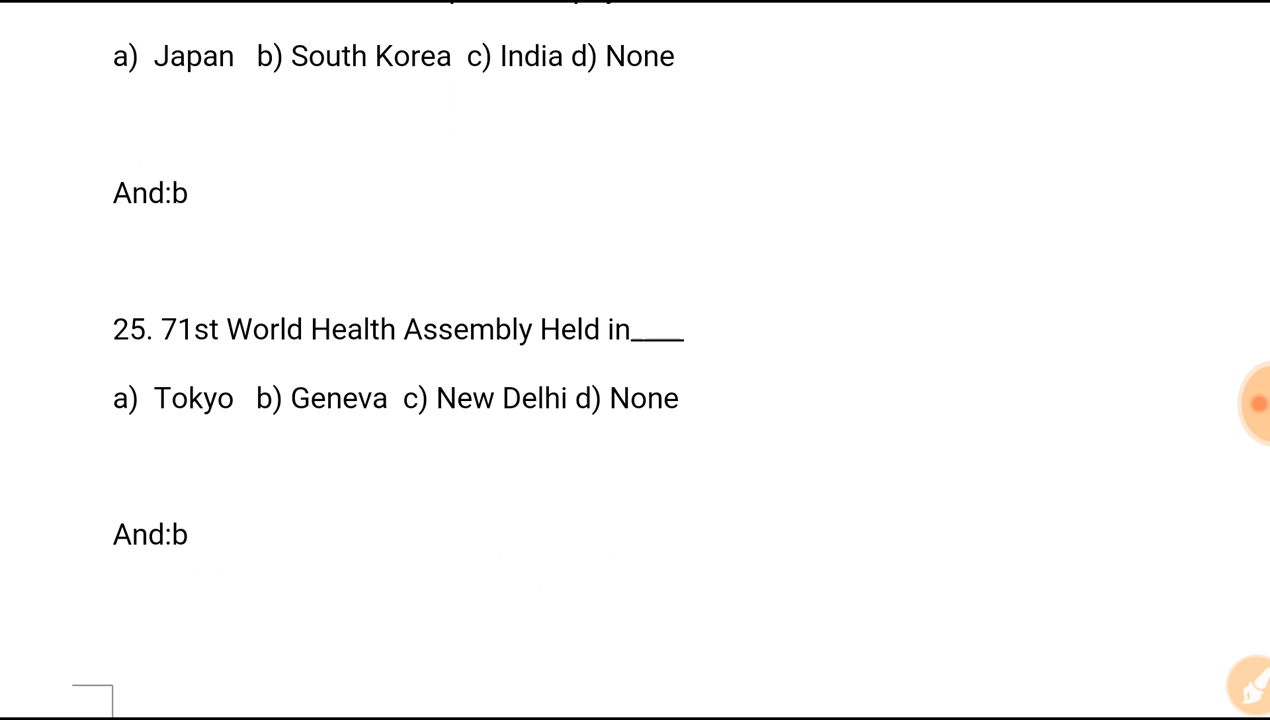 a) Japan b) South Korea c) India d) None
And:b
25. 71st World Health Assembly Held in____
a) Tokyo b) Geneva c) New Delhi d) None
And:b